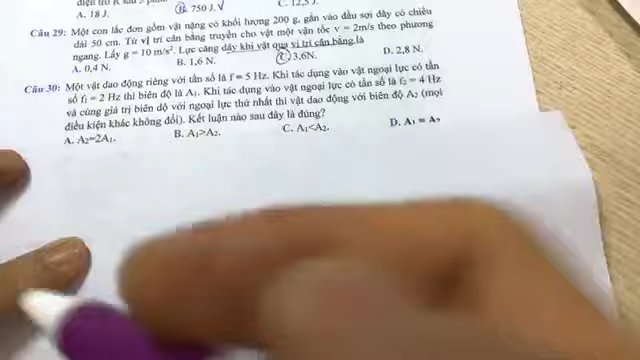 B. 750 J. V
C. 12,5 J.
A. 18 J.
Câu 29: Một con lắc đơn gồm vật nặng có khối lượng 200 g, gắn vào đầu sợi dây có chiều
dài 50 cm. Từ vị trí cân bằng truyền cho vật một vận tốc v = 2m/s theo phương
ngang. Lấy g = 10 m/s². Lực căng dây khi vật qua vị trí cân bằng là
A. 0,4 N. B. 1,6 N. C. 3,6N. D. 2,8 N.
Câu 30: Một vật dao động riêng với tần số là f = 5 Hz. Khi tác dụng vào vật ngoại lực có tần
số f₁ = 2 Hz thì biên độ là A₁. Khi tác dụng vào vật ngoại lực có tần số là f₂ = 4 Hz
và cùng giá trị biên độ với ngoại lực thứ nhất thì vật dao động với biên độ A₂ (mọi
điều kiện khác không đổi). Kết luận nào sau đây là đúng?
A. A₂=2A₁. B. A₁>A₂. C. A₁<A₂. D. A₁ = A₂